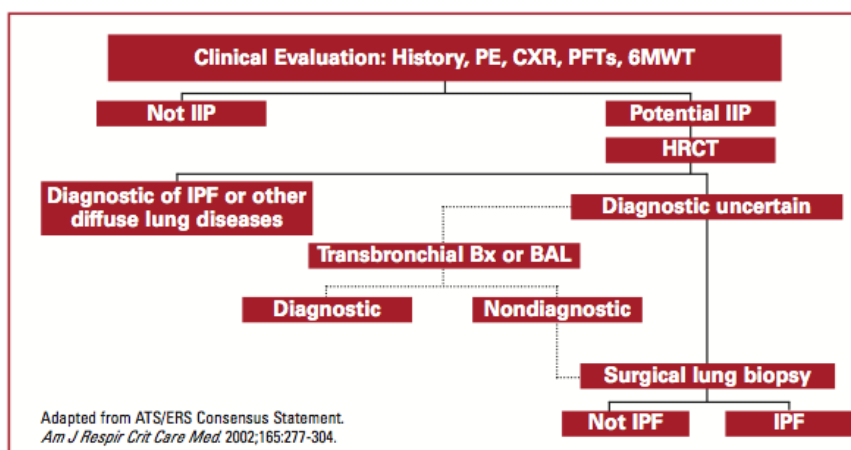 Clinical Evaluation: History, PE, CXR, PFTs, 6MWT
Not IIP
Potential IIP
HRCT
Diagnostic of IPF or other
diffuse lung diseases
Diagnostic uncertain
Transbronchial Bx or BAL
Diagnostic
Nondiagnostic
Surgical lung biopsy
Not IPF
IPF
Adapted from ATS/ERS Consensus Statement.
Am J Respir Crit Care Med. 2002;165:277-304.